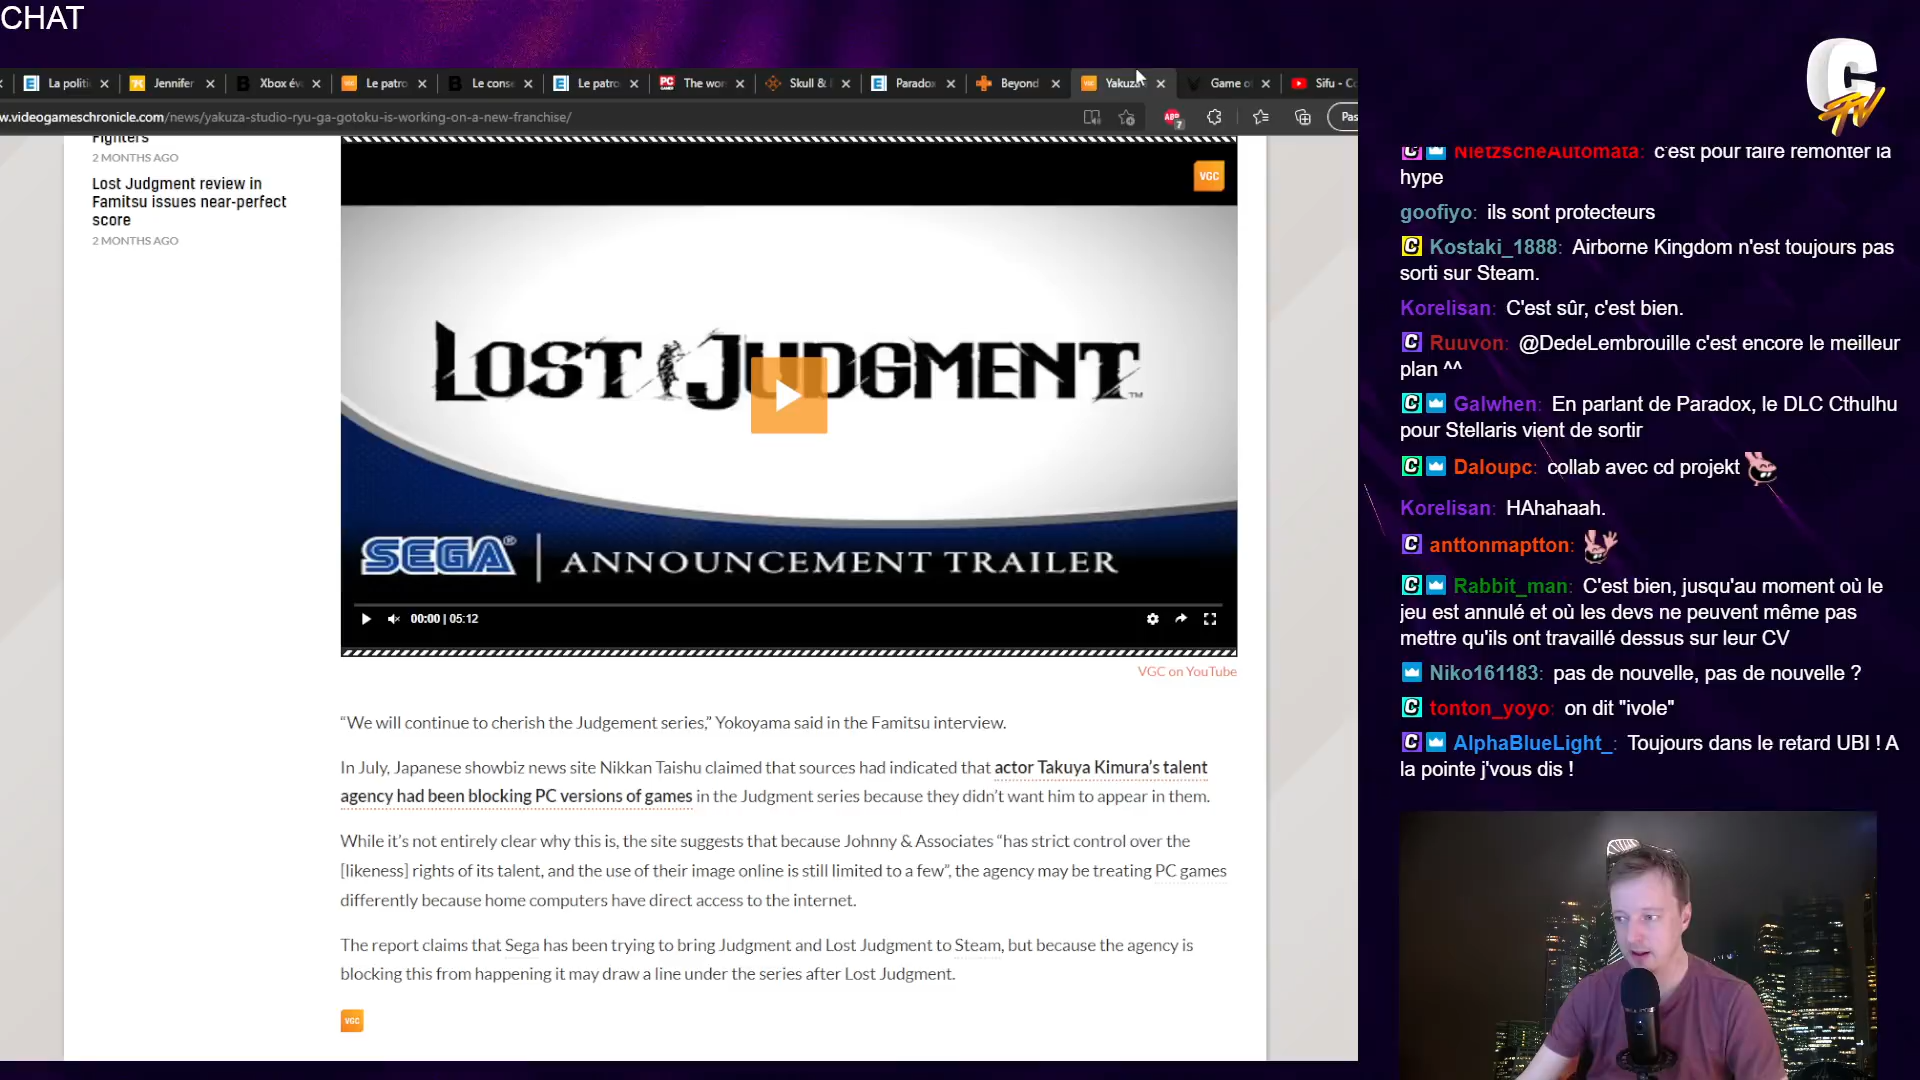 CHAT
La politi
Jennifer
Xbox év
Le patro
Le conse
Le patro
PC
The wor
Skull &
Parado
Beyond
Yakuza
Game o
Sifu - C
w.videogameschronicle.com/news/yakuza-studio-ryu-ga-gotoku-is-working-on-a-new-franchise/
ABP
7
Pas
Fighters
2 MONTHS AGO
Lost Judgment review in
Famitsu issues near-perfect
score
2 MONTHS AGO
VGC
LOST JUDGMENT™
SEGA® | ANNOUNCEMENT TRAILER
00:00 | 05:12
VGC on YouTube
“We will continue to cherish the Judgement series,” Yokoyama said in the Famitsu interview.
In July, Japanese showbiz news site Nikkan Taishu claimed that sources had indicated that actor Takuya Kimura’s talent
agency had been blocking PC versions of games in the Judgment series because they didn’t want him to appear in them.
While it’s not entirely clear why this is, the site suggests that because Johnny & Associates “has strict control over the
[likeness] rights of its talent, and the use of their image online is still limited to a few”, the agency may be treating PC games
differently because home computers have direct access to the internet.
The report claims that Sega has been trying to bring Judgment and Lost Judgment to Steam, but because the agency is
blocking this from happening it may draw a line under the series after Lost Judgment.
VGC
C TV
NietzscheAutomata: c'est pour faire remonter la
hype
goofiyo: ils sont protecteurs
Kostaki_1888: Airborne Kingdom n'est toujours pas
sorti sur Steam.
Korelisan: C'est sûr, c'est bien.
Ruuvon: @DedeLembrouille c'est encore le meilleur
plan ^^
Galwhen: En parlant de Paradox, le DLC Cthulhu
pour Stellaris vient de sortir
Daloupc: collab avec cd projekt
Korelisan: HAhahaah.
anttonmaptton:
Rabbit_man: C'est bien, jusqu'au moment où le
jeu est annulé et où les devs ne peuvent même pas
mettre qu'ils ont travaillé dessus sur leur CV
Niko161183: pas de nouvelle, pas de nouvelle ?
tonton_yoyo: on dit "ivole"
AlphaBlueLight_: Toujours dans le retard UBI ! A
la pointe j'vous dis !